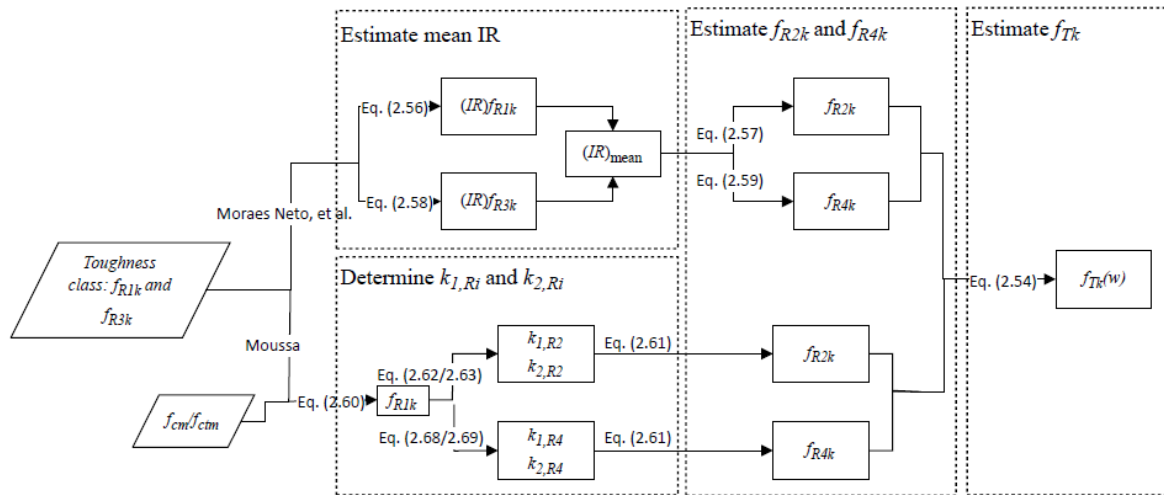 Estimate mean IR
Estimate fR2k and fR4k
Estimate fTk
Eq. (2.56)
(IR)fR1k
(IR)mean
Eq. (2.58)
(IR)fR3k
Eq. (2.57)
fR2k
Eq. (2.59)
fR4k
Moraes Neto, et al.
Toughness
class: fR1k and
fR3k
Moussa
fcm/fctm
Eq. (2.60)
Determine k1,Ri and k2,Ri
fR1k
Eq. (2.62/2.63)
k1,R2
k2,R2
Eq. (2.61)
fR2k
Eq. (2.68/2.69)
k1,R4
k2,R4
Eq. (2.61)
fR4k
Eq. (2.54)
fTk(w)